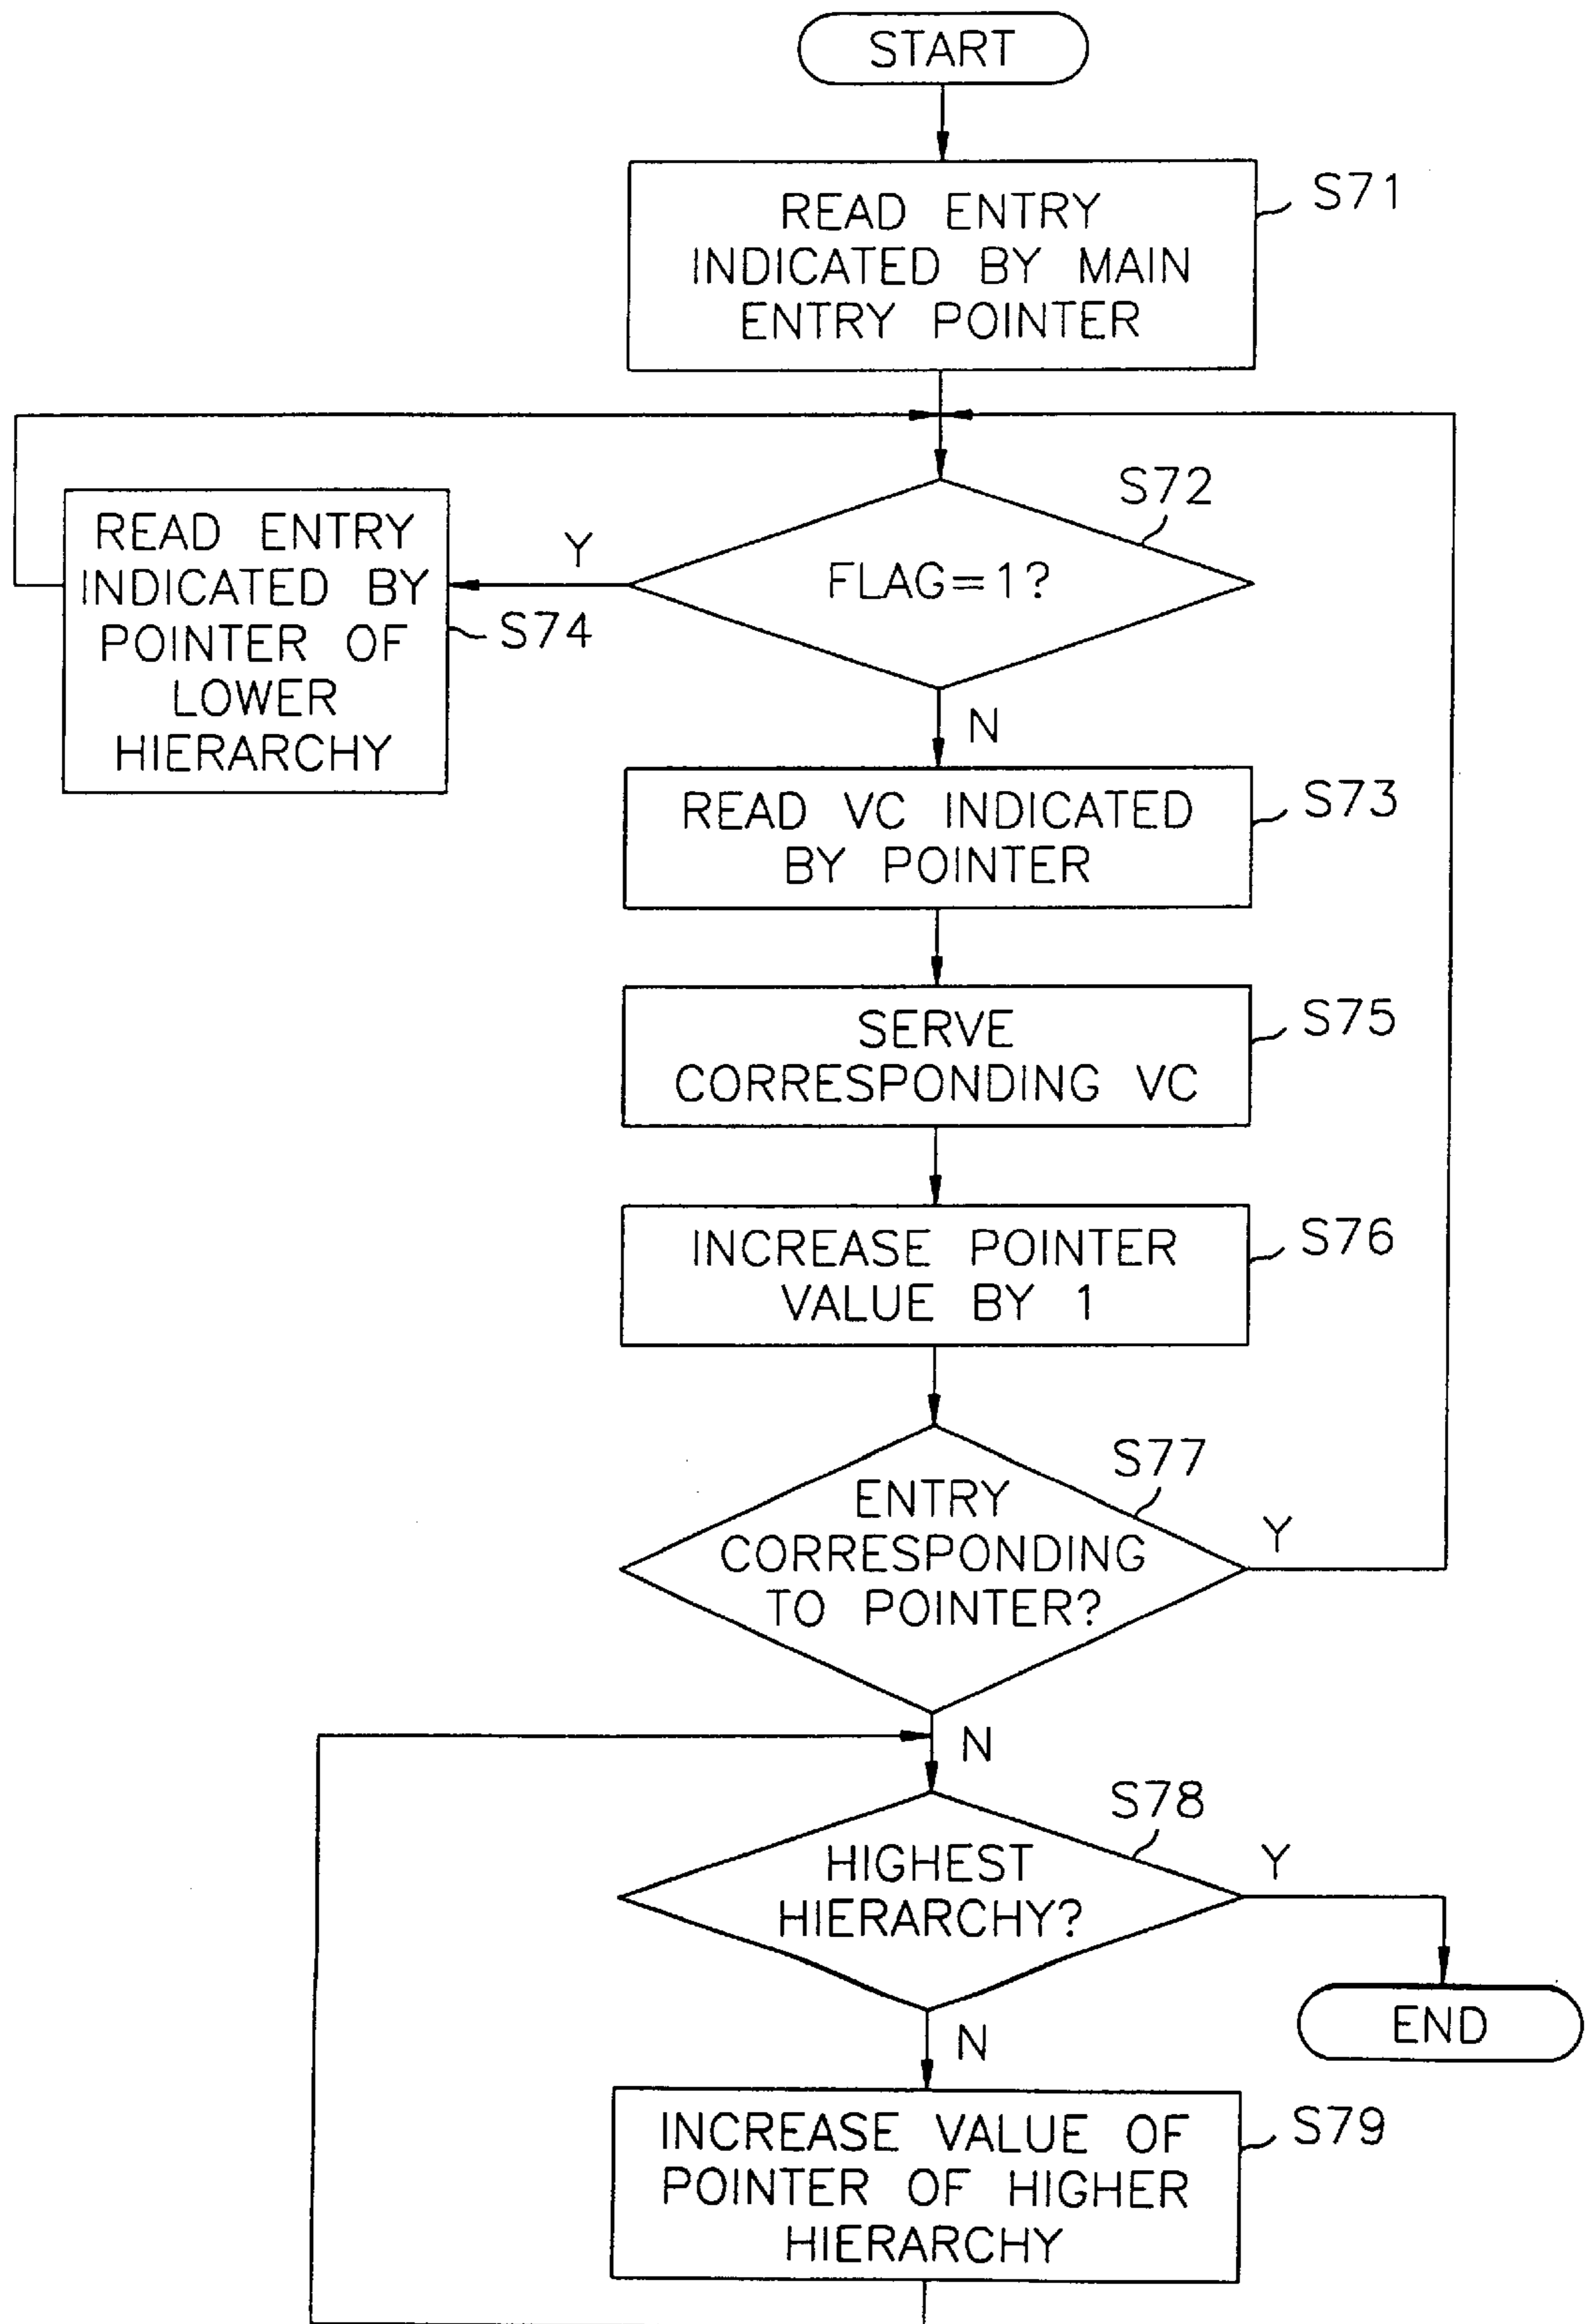 START
READ ENTRY
INDICATED BY MAIN
ENTRY POINTER
S71
S72
FLAG=1?
Y
READ ENTRY
INDICATED BY
POINTER OF
LOWER
HIERARCHY
S74
N
READ VC INDICATED
BY POINTER
S73
SERVE
CORRESPONDING VC
S75
INCREASE POINTER
VALUE BY 1
S76
S77
ENTRY
CORRESPONDING
TO POINTER?
Y
N
S78
HIGHEST
HIERARCHY?
Y
END
N
INCREASE VALUE OF
POINTER OF HIGHER
HIERARCHY
S79